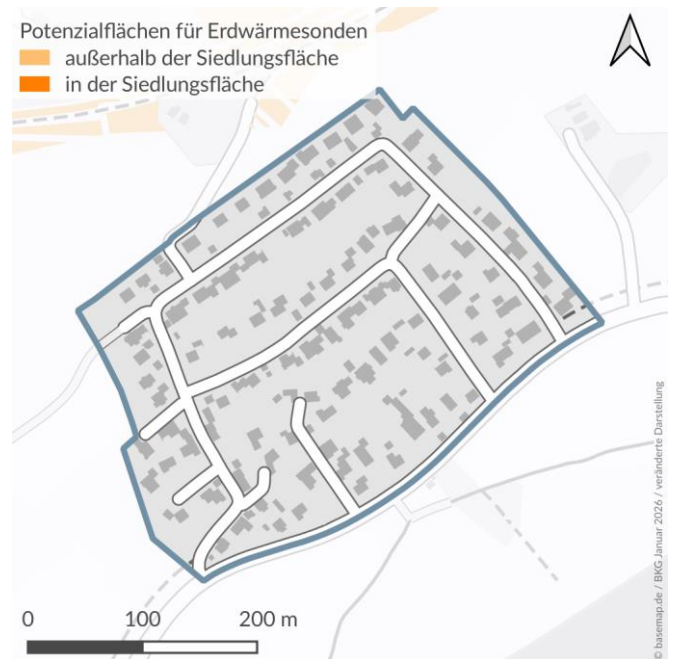 Potenzialflächen für Erdwärmesonden
außerhalb der Siedlungsfläche
in der Siedlungsfläche
0 100 200 m
© basemap.de / BKG Januar 2026 / veränderte Darstellung